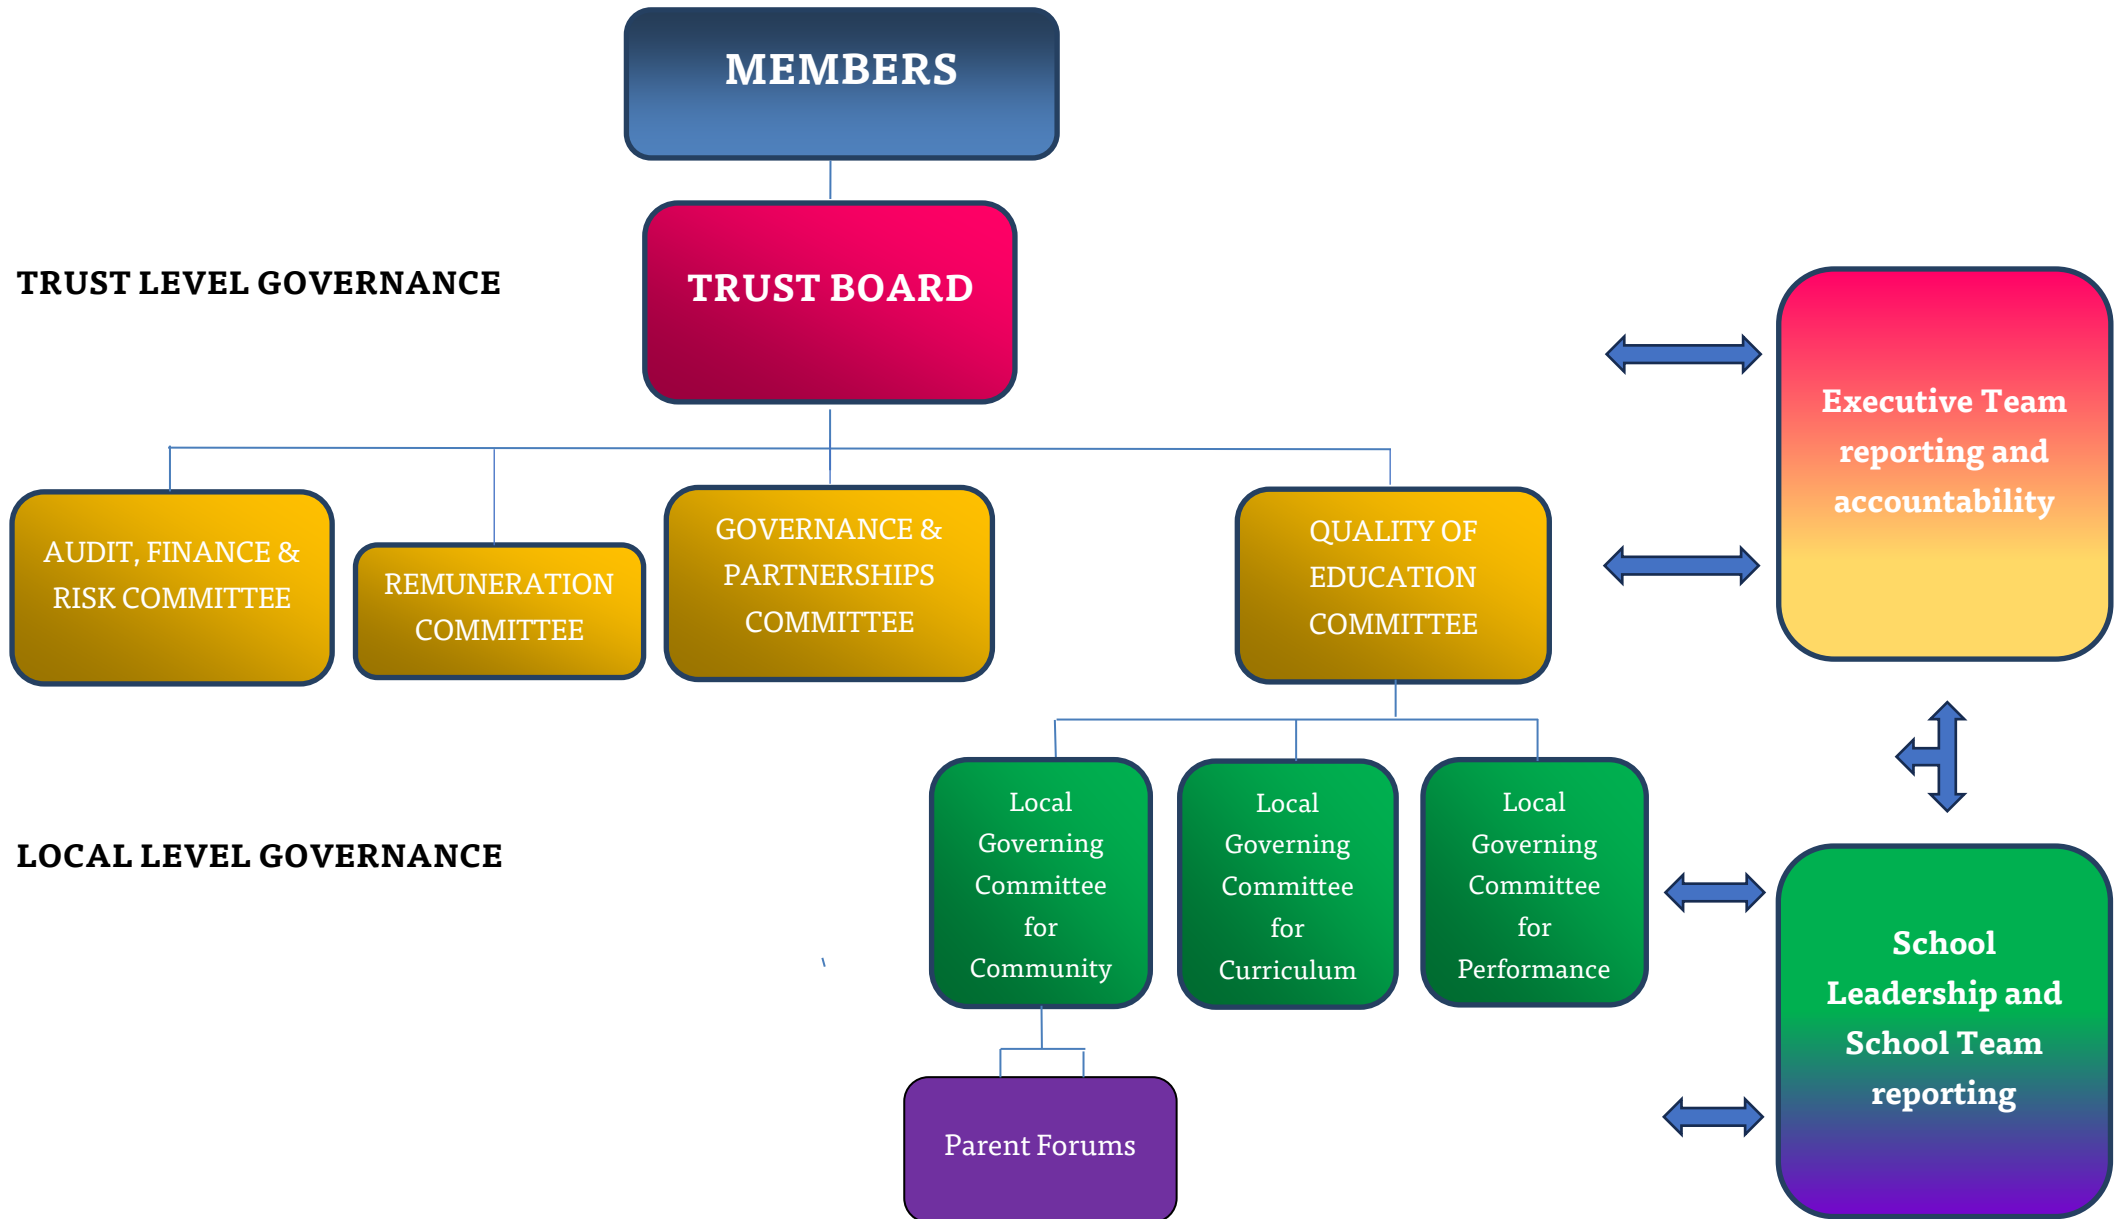 MEMBERS
TRUST LEVEL GOVERNANCE
TRUST BOARD
Executive Team
reporting and
accountability
AUDIT, FINANCE &
RISK COMMITTEE
REMUNERATION
COMMITTEE
GOVERNANCE &
PARTNERSHIPS
COMMITTEE
QUALITY OF
EDUCATION
COMMITTEE
LOCAL LEVEL GOVERNANCE
Local
Governing
Committee
for
Community
Local
Governing
Committee
for
Curriculum
Local
Governing
Committee
for
Performance
School
Leadership and
School Team
reporting
Parent Forums